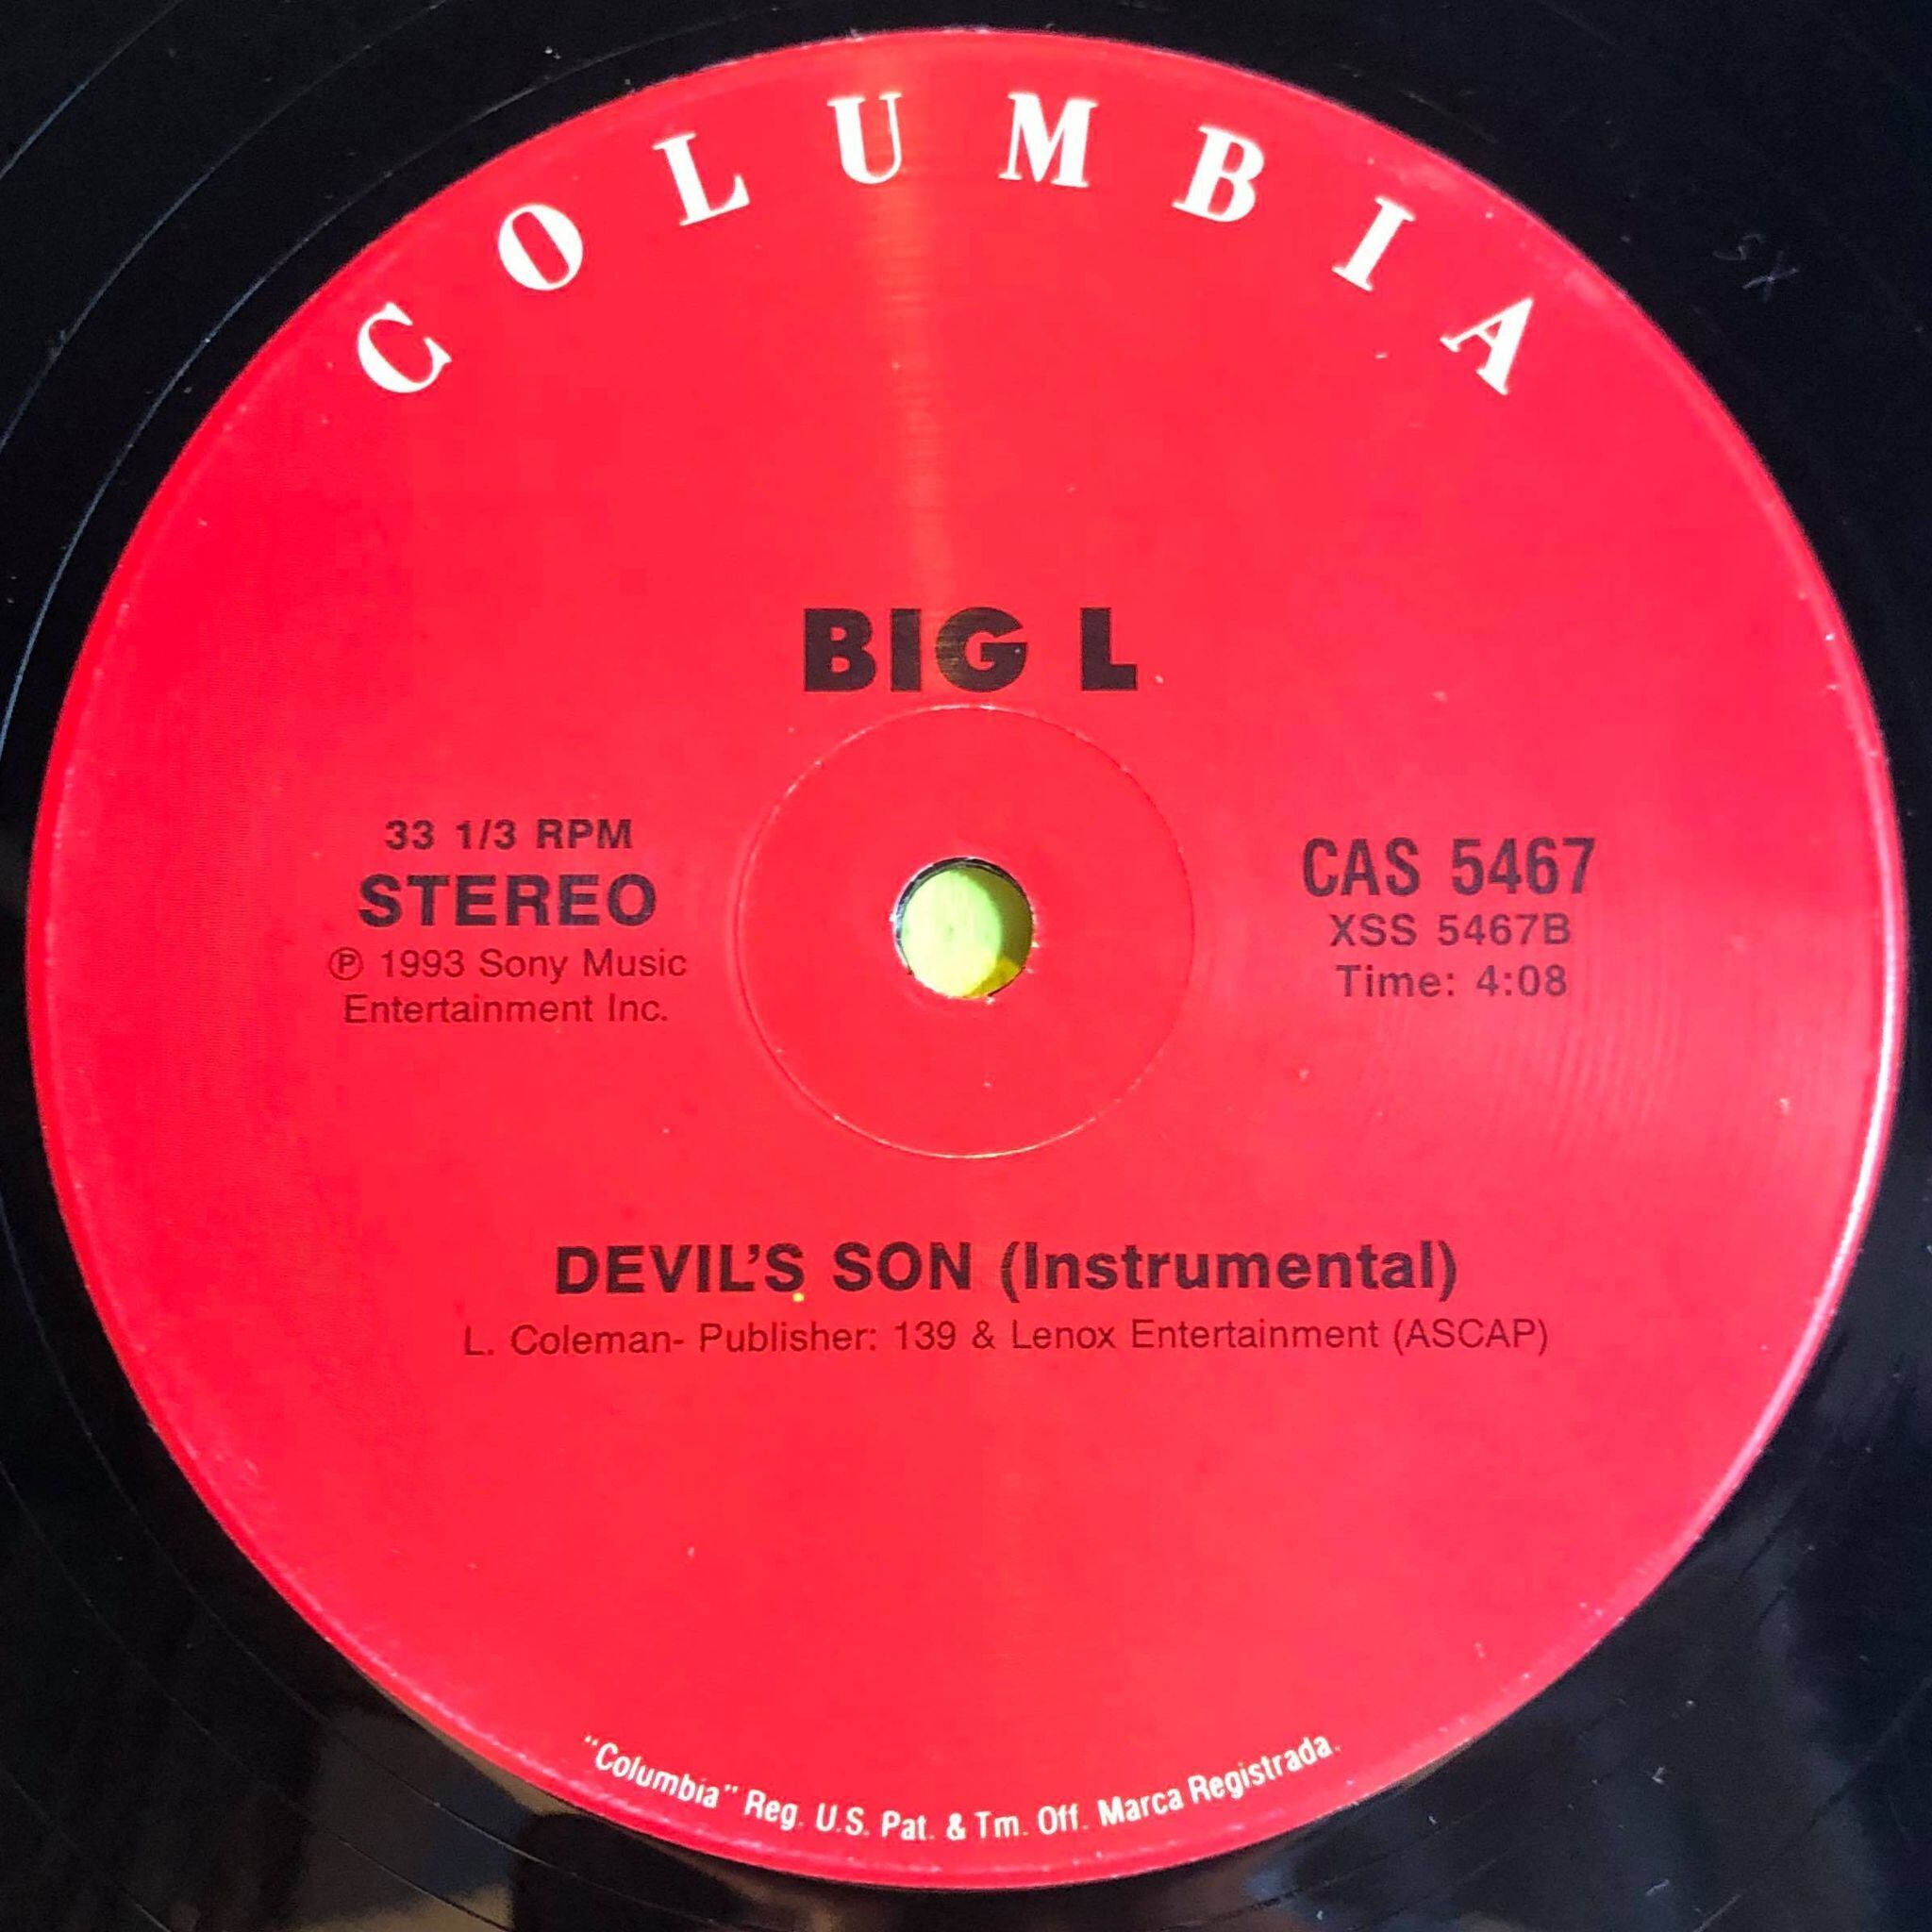 COLUMBIA
BIG L
33 1/3 RPM
STEREO
℗ 1993 Sony Music
Entertainment Inc.
CAS 5467
XSS 5467B
Time: 4:08
DEVIL'S SON (Instrumental)
L. Coleman- Publisher: 139 & Lenox Entertainment (ASCAP)
"Columbia" Reg. U.S. Pat. & Tm. Off. Marca Registrada.